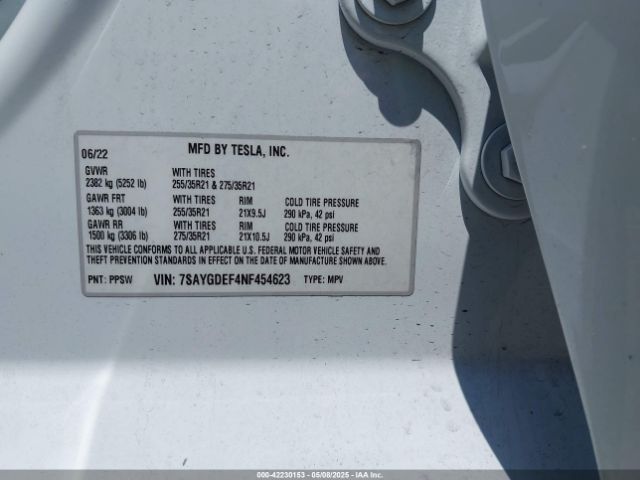 06/22 MFD BY TESLA, INC.
GVWR WITH TIRES
2382 kg (5252 lb) 255/35R21 & 275/35R21
GAWR FRT WITH TIRES RIM COLD TIRE PRESSURE
1363 kg (3004 lb) 255/35R21 21X9.5J 290 kPa, 42 psi
GAWR RR WITH TIRES RIM COLD TIRE PRESSURE
1500 kg (3306 lb) 275/35R21 21X10.5J 290 kPa, 42 psi
THIS VEHICLE CONFORMS TO ALL APPLICABLE U.S. FEDERAL MOTOR VEHICLE SAFETY AND
THEFT PREVENTION STANDARDS IN EFFECT ON THE DATE OF MANUFACTURE SHOWN ABOVE.
PNT: PPSW VIN: 7SAYGDEF4NF454623 TYPE: MPV
000-42230153 - 05/08/2025 - IAAI.COM